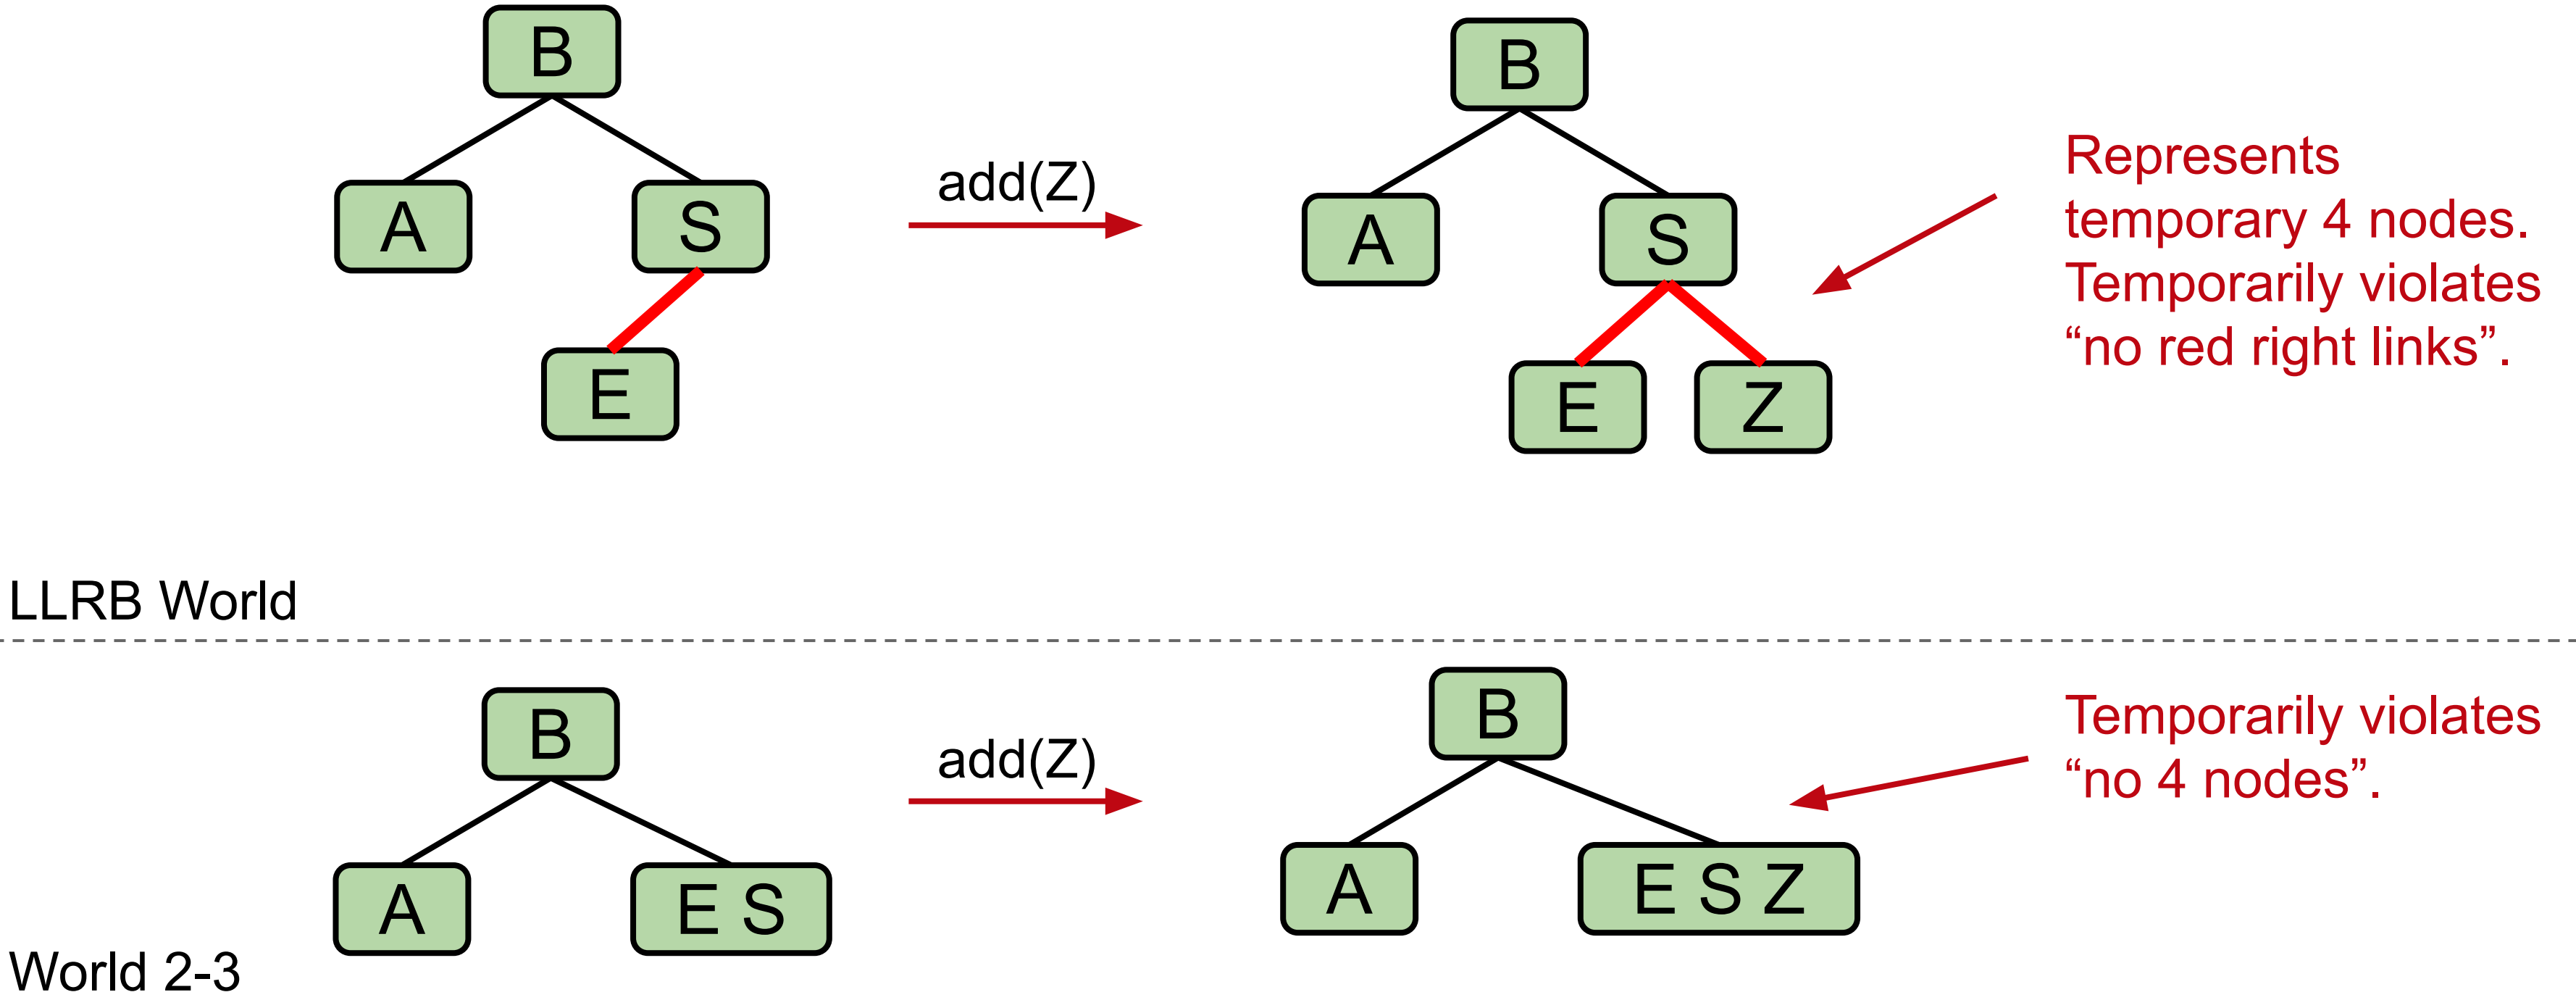 B
A
S
E
add(Z)
B
A
S
E
Z
Represents
temporary 4 nodes.
Temporarily violates
“no red right links”.
LLRB World
B
A
E S
add(Z)
B
A
E S Z
Temporarily violates
“no 4 nodes”.
World 2-3